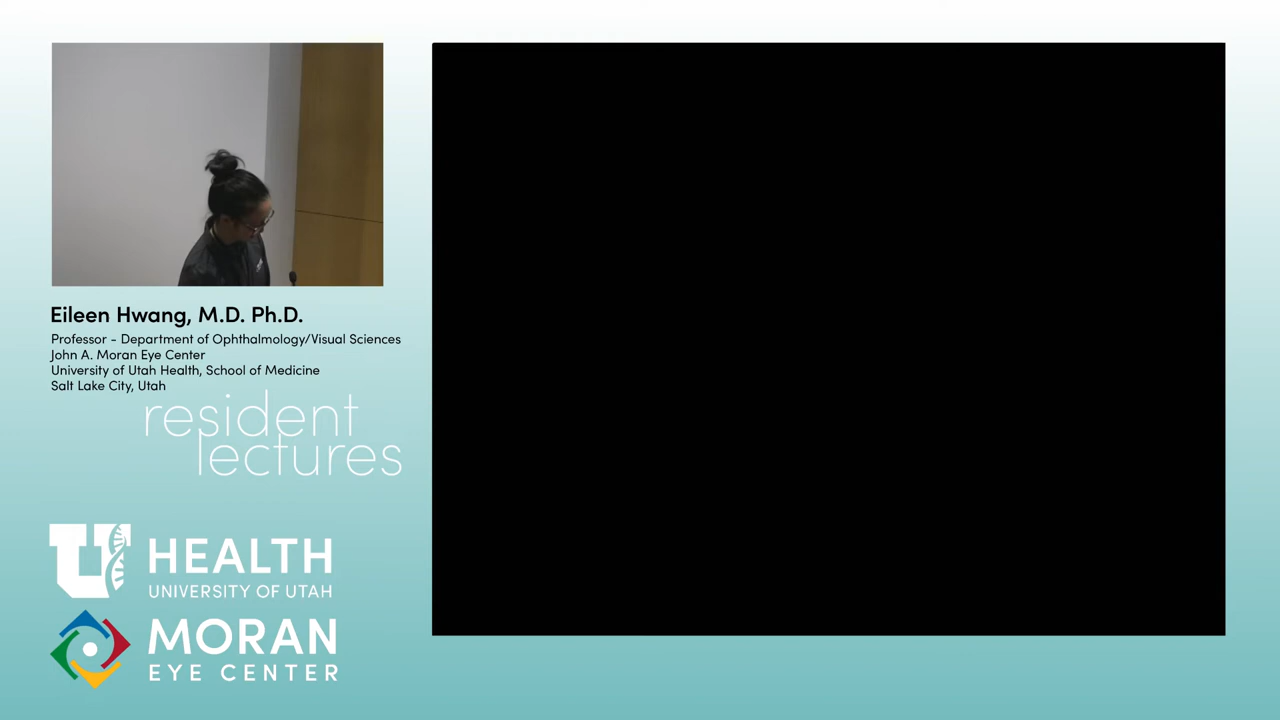 Eileen Hwang, M.D. Ph.D.
Professor - Department of Ophthalmology/Visual Sciences
John A. Moran Eye Center
University of Utah Health, School of Medicine
Salt Lake City, Utah
resident
lectures
U HEALTH
UNIVERSITY OF UTAH
MORAN
EYE CENTER